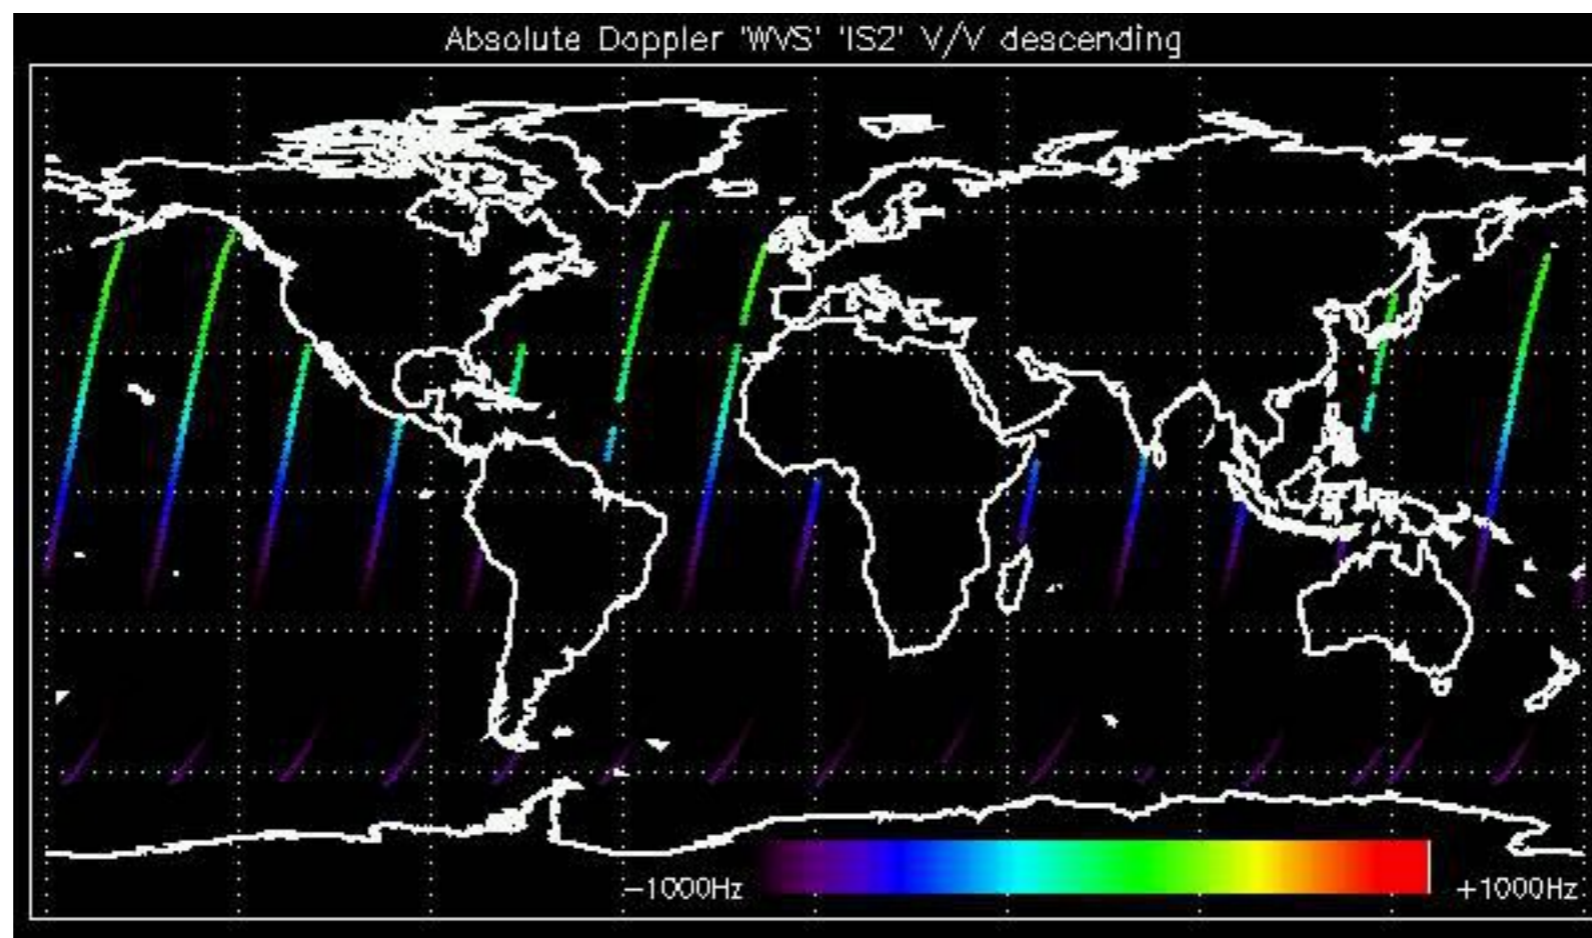 Absolute Doppler 'WVS' 'IS2' V/V descending
−1000Hz +1000Hz